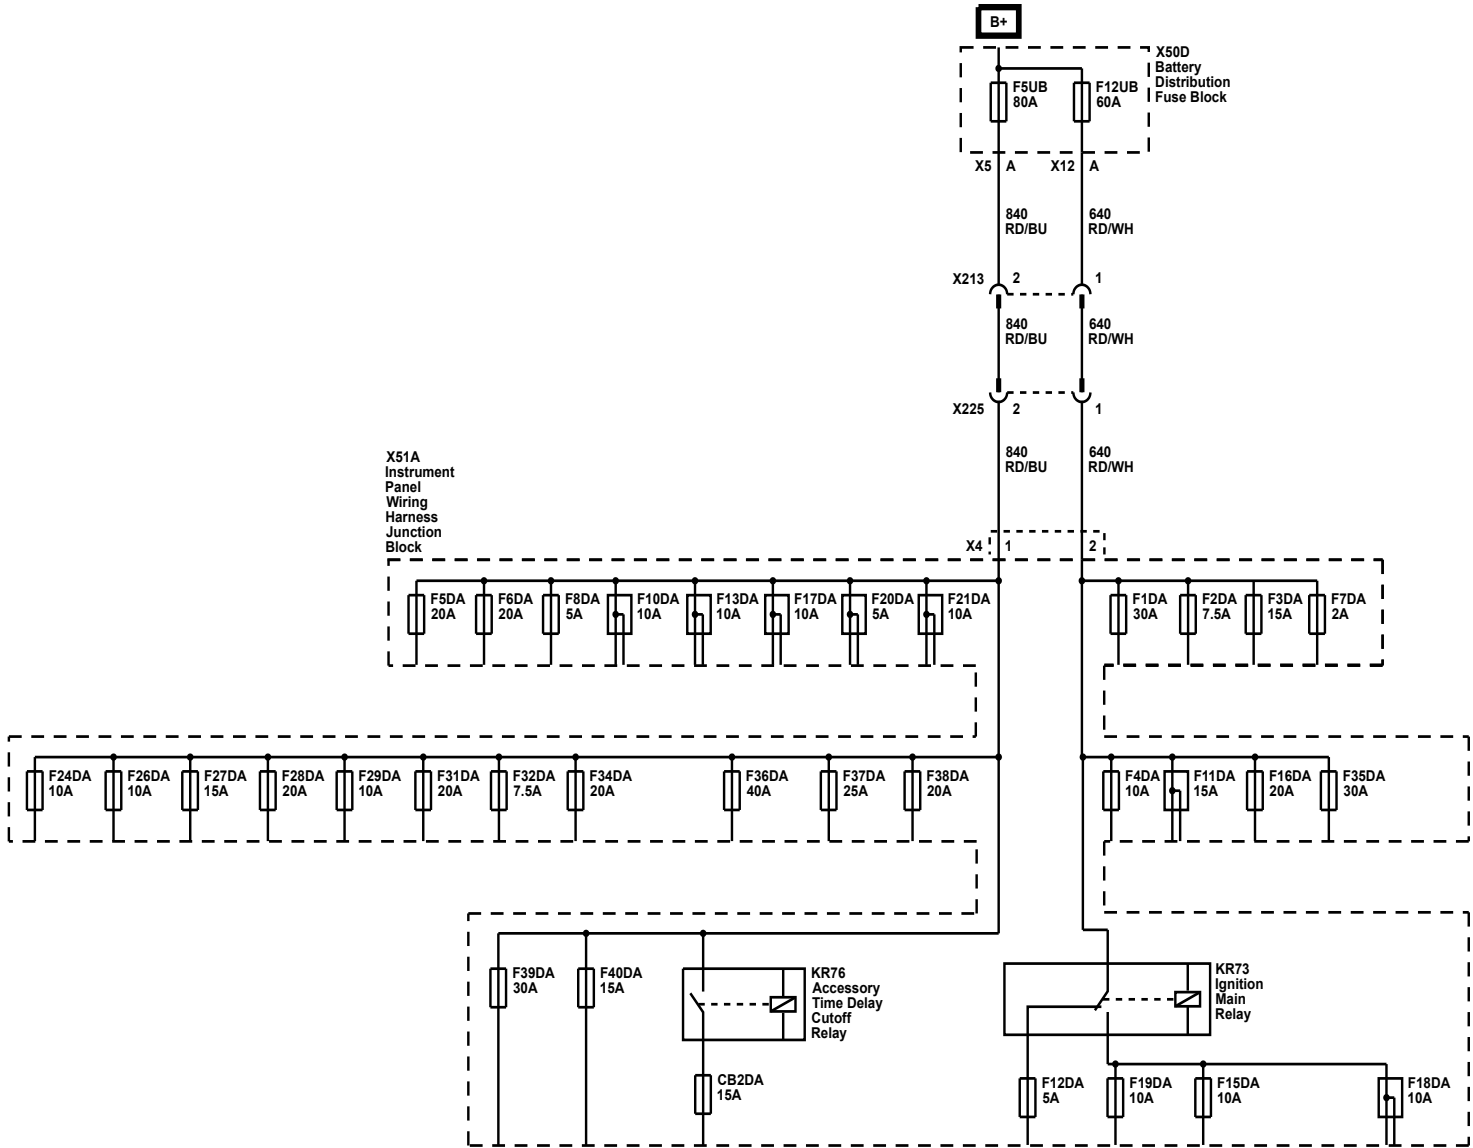 B+
X50D
Battery
Distribution
Fuse Block
F5UB
80A
F12UB
60A
X5 A
X12 A
840
RD/BU
640
RD/WH
X213 2 1
840
RD/BU
640
RD/WH
X225 2 1
840
RD/BU
640
RD/WH
X51A
Instrument
Panel
Wiring
Harness
Junction
Block
X4 1 2
F5DA
20A
F6DA
20A
F8DA
5A
F10DA
10A
F13DA
10A
F17DA
10A
F20DA
5A
F21DA
10A
F1DA
30A
F2DA
7.5A
F3DA
15A
F7DA
2A
F24DA
10A
F26DA
10A
F27DA
15A
F28DA
20A
F29DA
10A
F31DA
20A
F32DA
7.5A
F34DA
20A
F36DA
40A
F37DA
25A
F38DA
20A
F4DA
10A
F11DA
15A
F16DA
20A
F35DA
30A
F39DA
30A
F40DA
15A
KR76
Accessory
Time Delay
Cutoff
Relay
KR73
Ignition
Main
Relay
CB2DA
15A
F12DA
5A
F19DA
10A
F15DA
10A
F18DA
10A